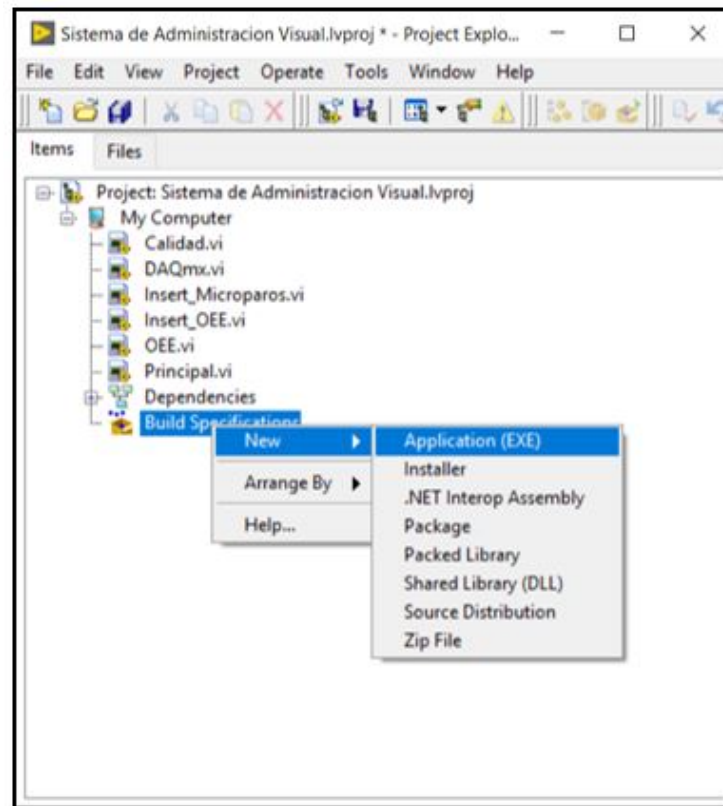 Sistema de Administracion Visual.lvproj * - Project Explo...
File Edit View Project Operate Tools Window Help
Items Files
Project: Sistema de Administracion Visual.lvproj
My Computer
Calidad.vi
DAQmx.vi
Insert_Microparos.vi
Insert_OEE.vi
OEE.vi
Principal.vi
Dependencies
Build Specifications
New
Arrange By
Help...
Application (EXE)
Installer
.NET Interop Assembly
Package
Packed Library
Shared Library (DLL)
Source Distribution
Zip File